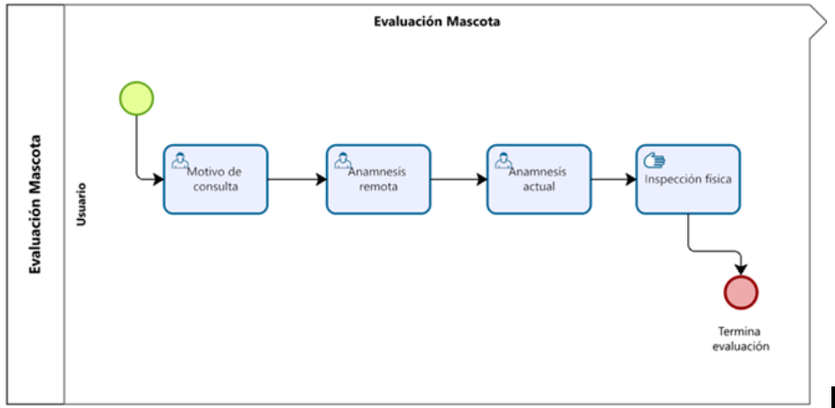 Evaluación Mascota
Evaluación Mascota
Usuario
Motivo de
consulta
Anamnesis
remota
Anamnesis
actual
Inspección física
Termina
evaluación